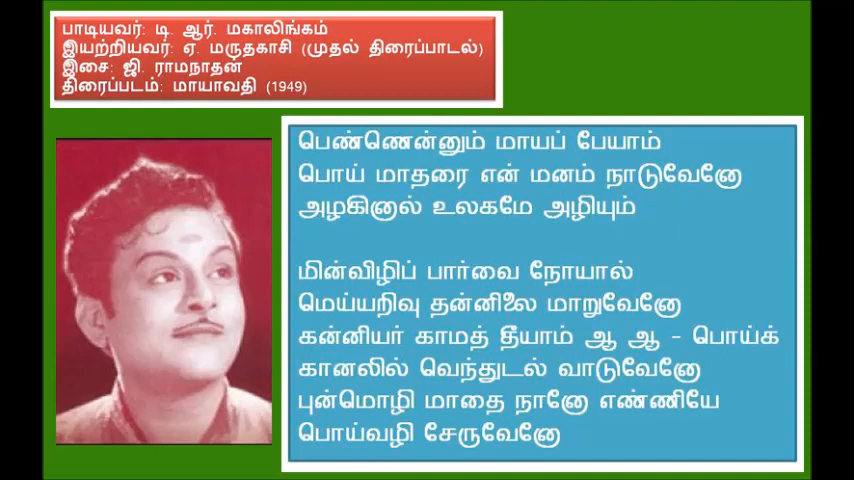 பாடியவர்: டி. ஆர். மகாலிங்கம்
இயற்றியவர்: ஏ. மருதகாசி (முதல் திரைப்பாடல்)
இசை: ஜி. ராமநாதன்
திரைப்படம்: மாயாவதி (1949)
பெண்ணென்னும் மாயப் பேயாம்
பொய் மாதரை என் மனம் நாடுவேனோ
அழகினால் உலகமே அழியும்
மின்விழிப் பார்வை நோயால்
மெய்யறிவு தன்னிலை மாறுவேனோ
கன்னியர் காமத் தீயாம் ஆ ஆ - பொய்க்
கானலில் வெந்துடல் வாடுவேனோ
புன்மொழி மாதை நானோ எண்ணியே
பொய்வழி சேருவேனோ